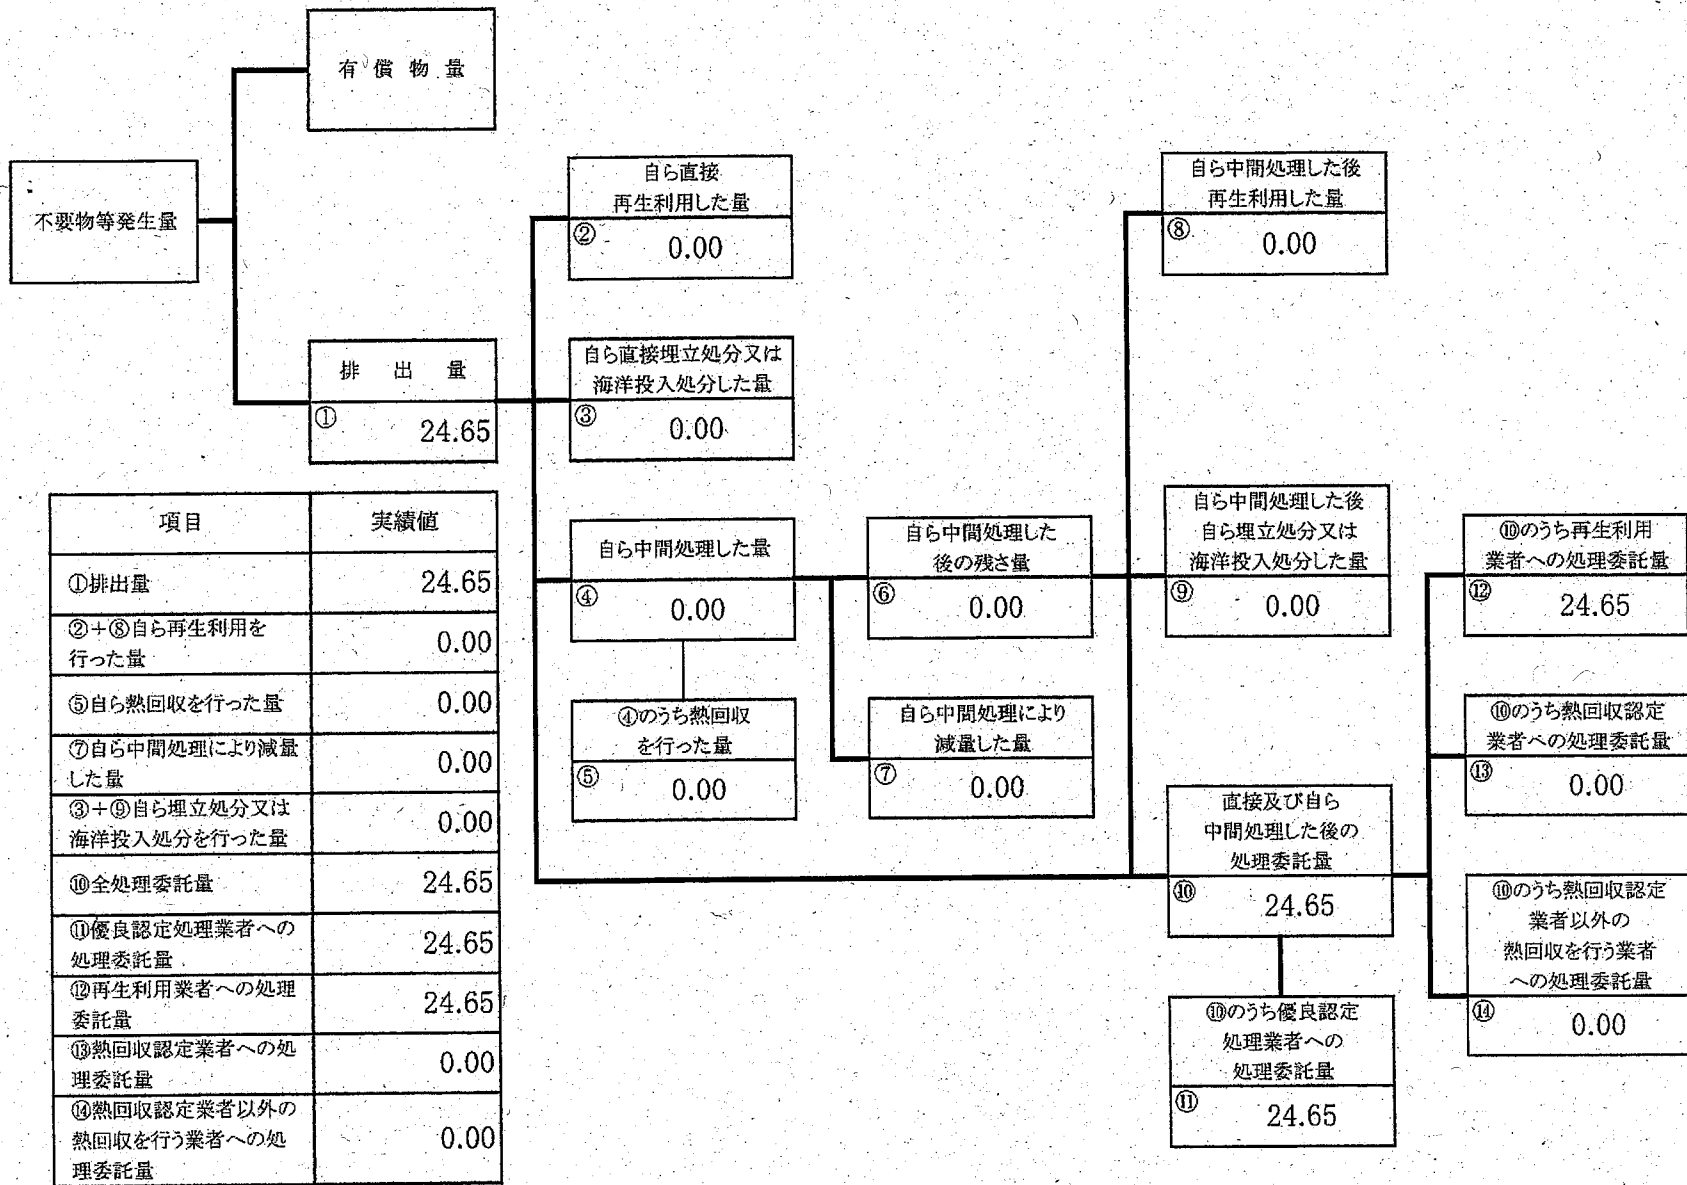 有償物量
不要物等発生量
排出量
①
24.65
自ら直接
再生利用した量
②
0.00
自ら直接埋立処分又は
海洋投入処分した量
③
0.00
自ら中間処理した量
④
0.00
④のうち熱回収
を行った量
⑤
0.00
自ら中間処理した
後の残さ量
⑥
0.00
自ら中間処理により
減量した量
⑦
0.00
自ら中間処理した後
再生利用した量
⑧
0.00
自ら中間処理した後
自ら埋立処分又は
海洋投入処分した量
⑨
0.00
直接及び自ら
中間処理した後の
処理委託量
⑩
24.65
⑩のうち優良認定
処理業者への
処理委託量
⑪
24.65
⑩のうち再生利用
業者への処理委託量
⑫
24.65
⑩のうち熱回収認定
業者への処理委託量
⑬
0.00
⑩のうち熱回収認定
業者以外の
熱回収を行う業者
への処理委託量
⑭
0.00
項目 実績値
①排出量 24.65
②+⑧自ら再生利用を
行った量 0.00
⑤自ら熱回収を行った量 0.00
⑦自ら中間処理により減量
した量 0.00
③+⑨自ら埋立処分又は
海洋投入処分を行った量 0.00
⑩全処理委託量 24.65
⑪優良認定処理業者への
処理委託量 24.65
⑫再生利用業者への処理
委託量 24.65
⑬熱回収認定業者への処
理委託量 0.00
⑭熱回収認定業者以外の
熱回収を行う業者への処
理委託量 0.00